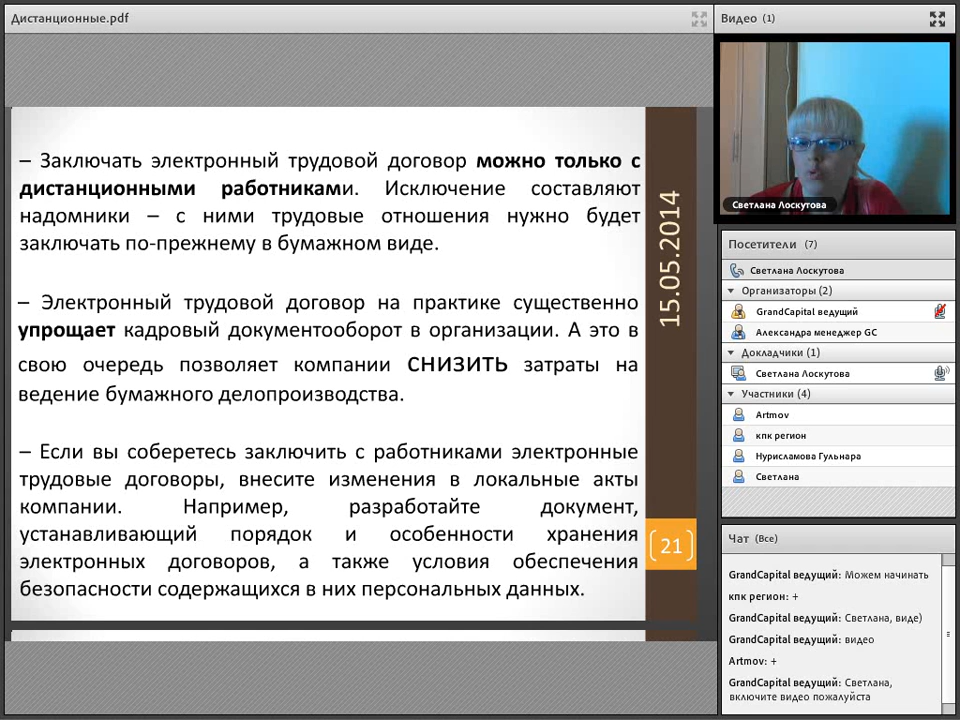 Дистанционные.pdf
– Заключать электронный трудовой договор можно только с
дистанционными работниками. Исключение составляют
надомники – с ними трудовые отношения нужно будет
заключать по-прежнему в бумажном виде.
– Электронный трудовой договор на практике существенно
упрощает кадровый документооборот в организации. А это в
свою очередь позволяет компании снизить затраты на
ведение бумажного делопроизводства.
– Если вы соберетесь заключить с работниками электронные
трудовые договоры, внесите изменения в локальные акты
компании. Например, разработайте документ,
устанавливающий порядок и особенности хранения
электронных договоров, а также условия обеспечения
безопасности содержащихся в них персональных данных.
15.05.2014
21
Видео (1)
Светлана Лоскутова
Посетители (7)
Светлана Лоскутова
Организаторы (2)
GrandCapital ведущий
Александра менеджер GC
Докладчики (1)
Светлана Лоскутова
Участники (4)
Artmov
кпк регион
Нурисламова Гульнара
Светлана
Чат (Все)
GrandCapital ведущий: Можем начинать
кпк регион: +
GrandCapital ведущий: Светлана, виде)
GrandCapital ведущий: видео
Artmov: +
GrandCapital ведущий: Светлана,
включите видео пожалуйста